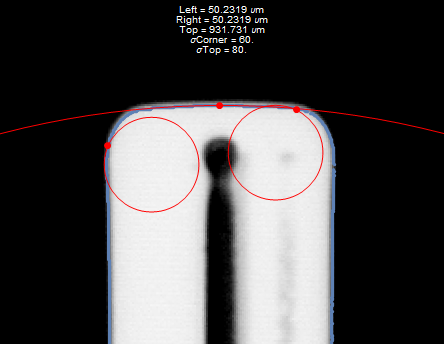 Left = 50.2319 υm
Right = 50.2319 υm
Top = 931.731 υm
σCorner = 60.
σTop = 80.